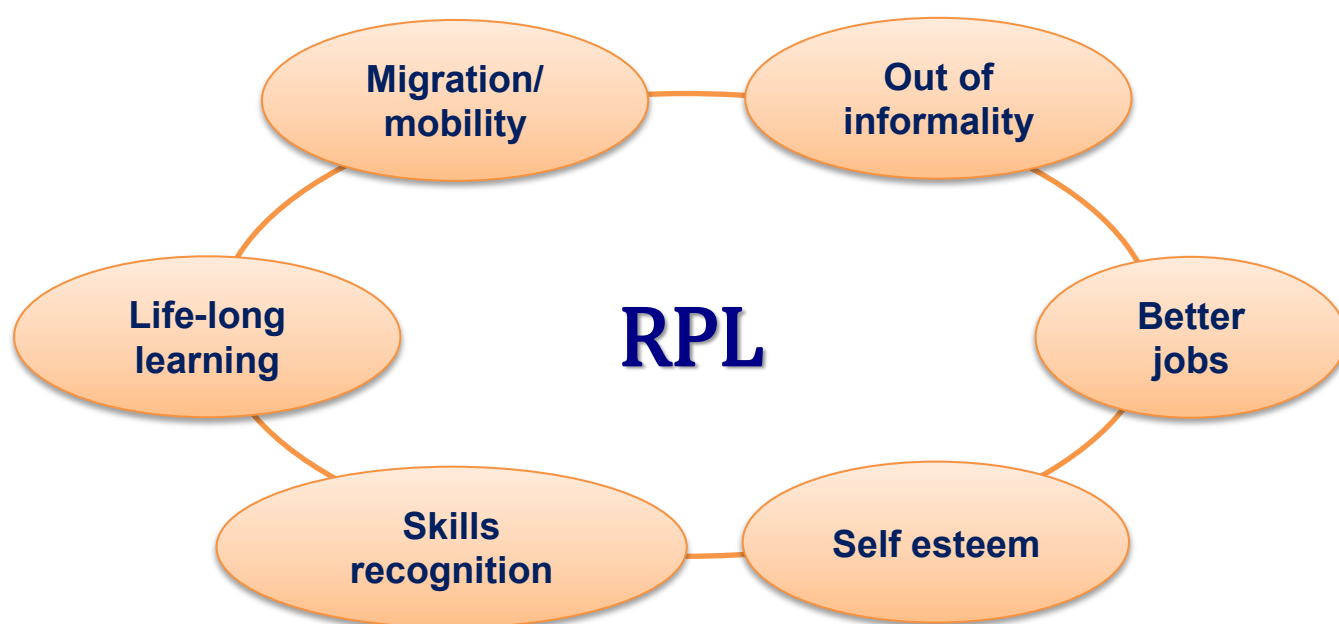 Migration/
mobility
Out of
informality
Life-long
learning
RPL
Better
jobs
Skills
recognition
Self esteem